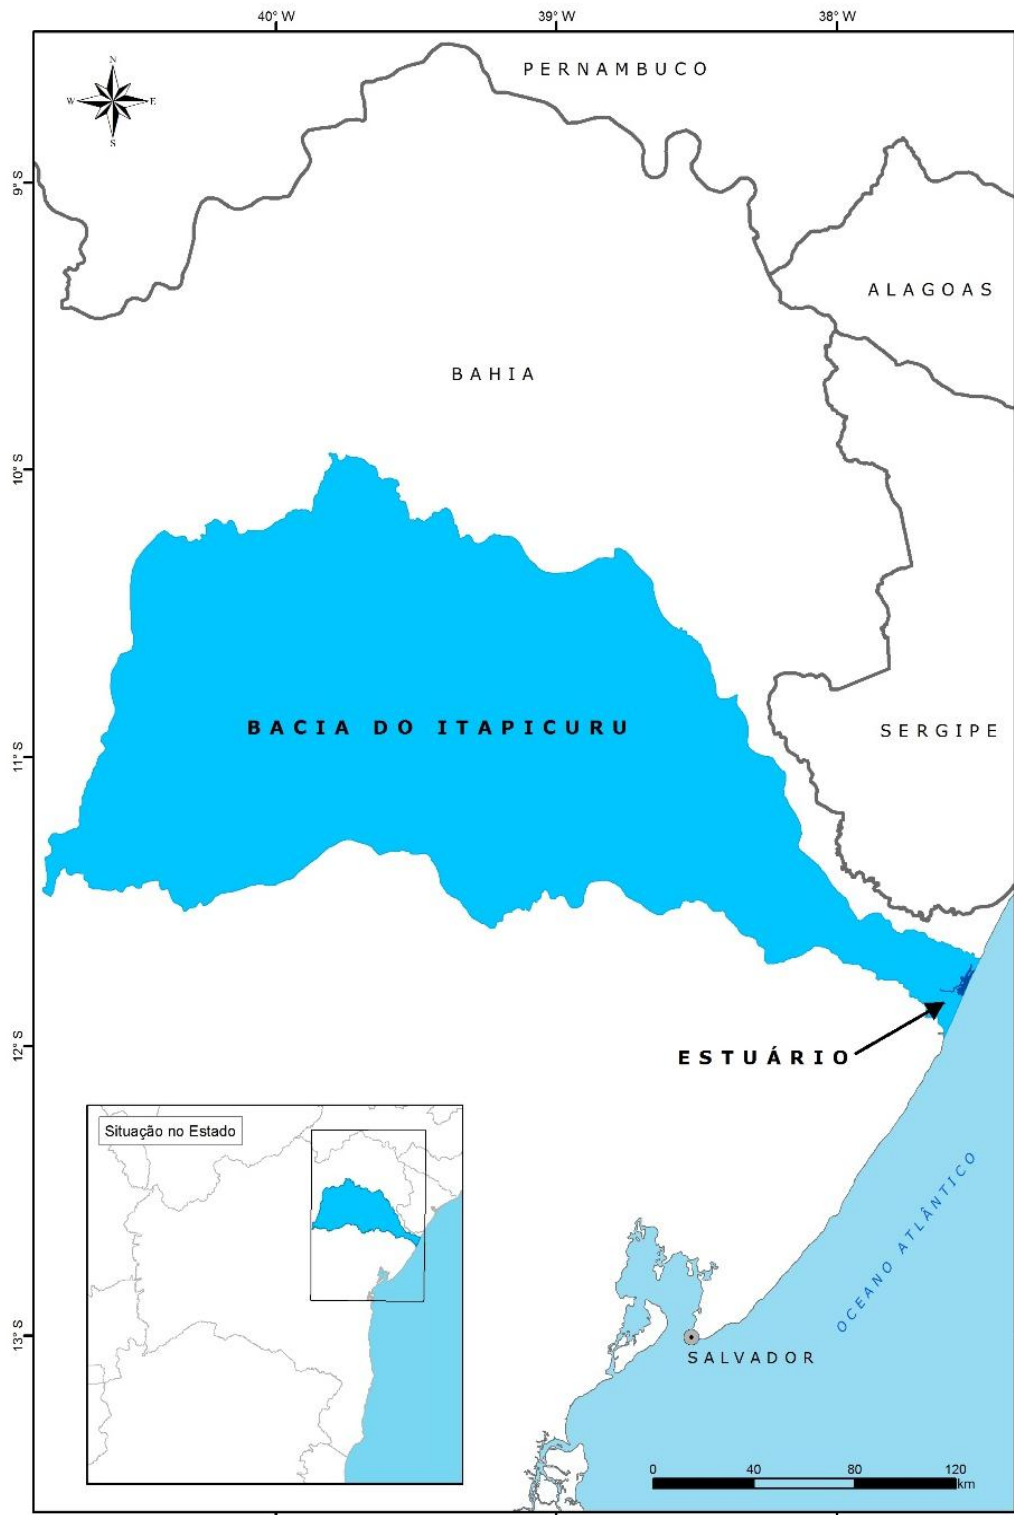 40° W
39° W
38° W
N
W
E
S
PERNAMBUCO
9° S
ALAGOAS
BAHIA
10° S
BACIA DO ITAPICURU
SERGIPE
11° S
12° S
ESTUÁRIO
Situação no Estado
OCEANO ATLÂNTICO
13° S
SALVADOR
0
40
80
120
km